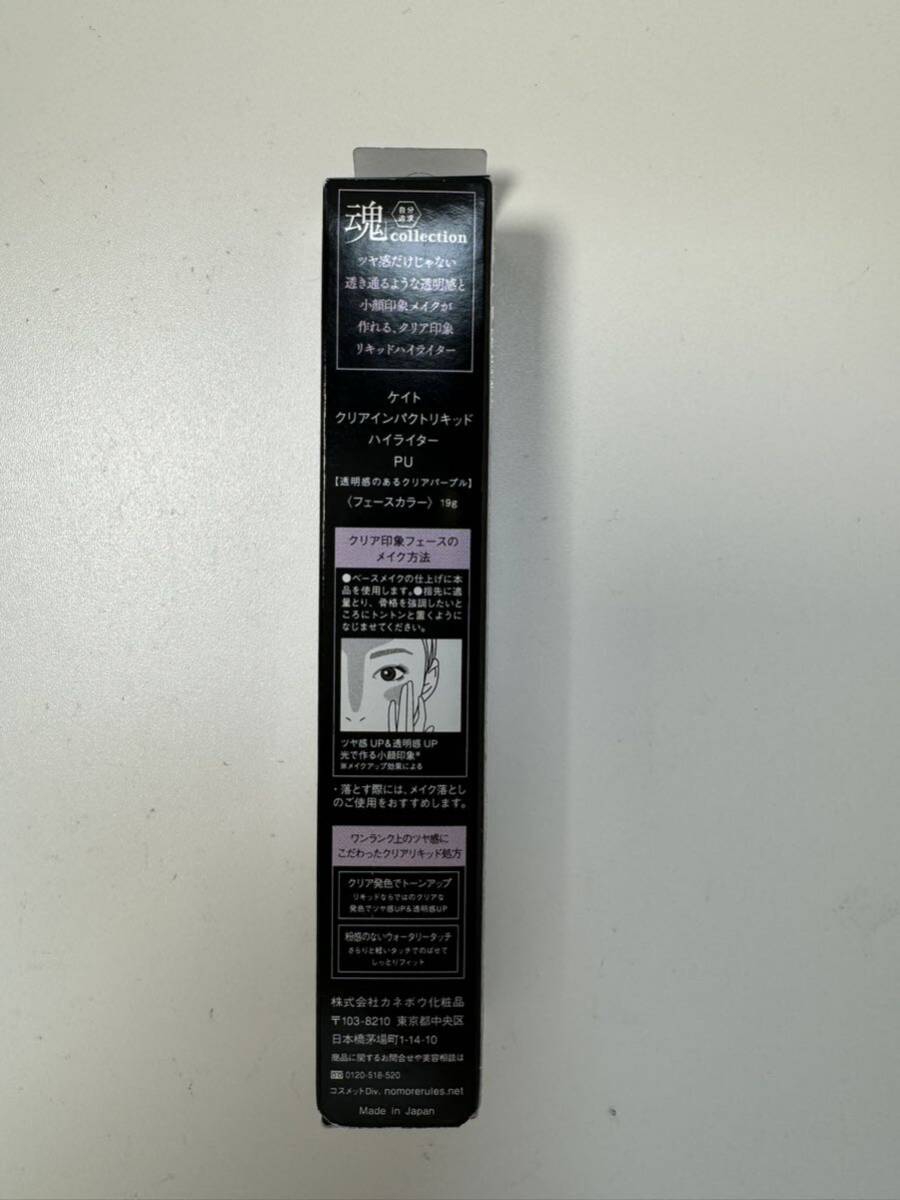 魂 自分
追求
collection
ツヤ感だけじゃない
透き通るような透明感と
小顔印象メイクが
作れる、クリア印象
リキッドハイライター
ケイト
クリアインパクトリキッド
ハイライター
PU
【透明感のあるクリアパープル】
〈フェースカラー〉 19g
クリア印象フェースの
メイク方法
●ベースメイクの仕上げに本
品を使用します。●指先に適
量とり、骨格を強調したいと
ころにトントンと置くように
なじませてください。
ツヤ感UP&透明感UP
光で作る小顔印象※
※メイクアップ効果による
・落とす際には、メイク落とし
のご使用をおすすめします。
ワンランク上のツヤ感に
こだわったクリアリキッド処方
クリア発色でトーンアップ
リキッドならではのクリアな
発色でツヤ感UP&透明感UP
粉感のないウォータリータッチ
さらりと軽いタッチでのばせて
しっとりフィット
株式会社カネボウ化粧品
〒103-8210 東京都中央区
日本橋茅場町1-14-10
商品に関するお問合せや美容相談は
0120-518-520
コスメットDiv. nomorerules.net
Made in Japan